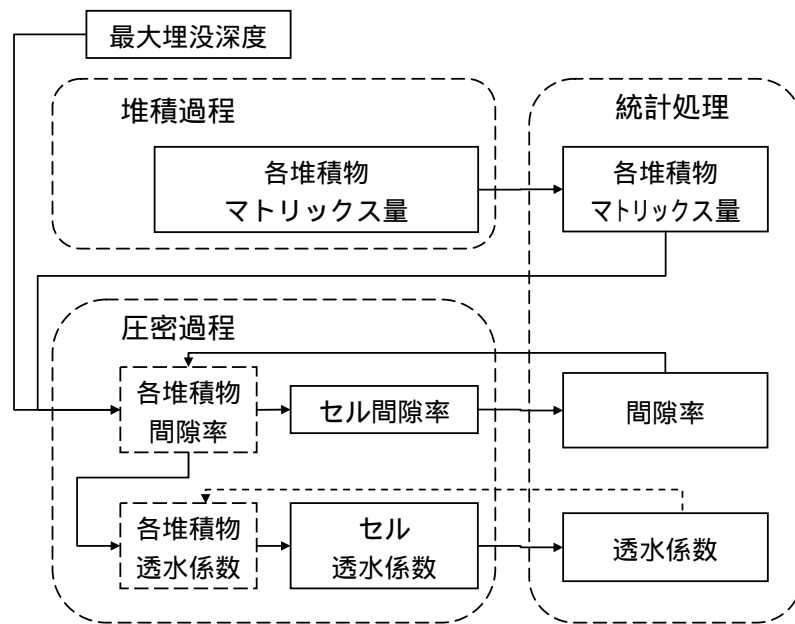 最大埋没深度
堆積過程
統計処理
各堆積物
マトリックス量
各堆積物
マトリックス量
圧密過程
各堆積物
間隙率
セル間隙率
間隙率
各堆積物
透水係数
セル
透水係数
透水係数